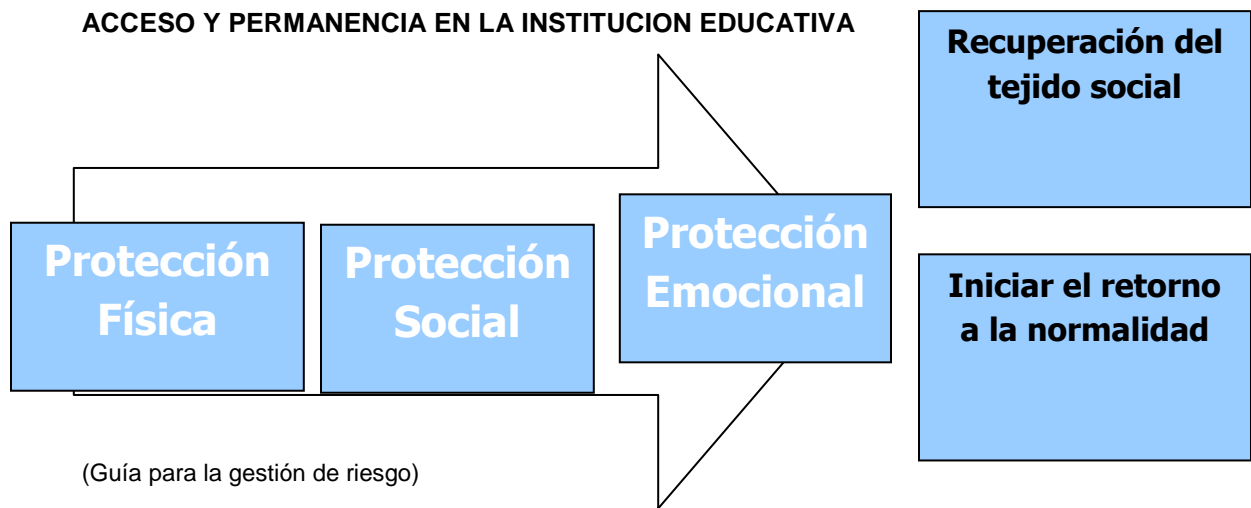 ACCESO Y PERMANENCIA EN LA INSTITUCION EDUCATIVA
Protección
Física
Protección
Social
Protección
Emocional
Recuperación del
tejido social
Iniciar el retorno
a la normalidad
(Guía para la gestión de riesgo)